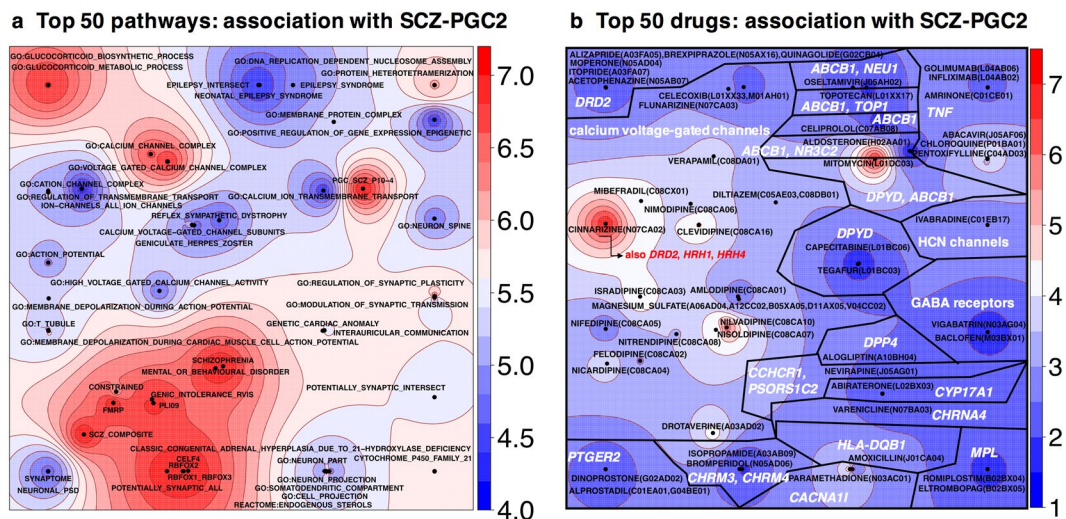 a Top 50 pathways: association with SCZ-PGC2
GO:GLUCOCORTICOID_BIOSYNTHETIC_PROCESS
GO:GLUCOCORTICOID_METABOLIC_PROCESS
GO:DNA_REPLICATION_DEPENDENT_NUCLEOSOME_ASSEMBLY
GO:PROTEIN_HETEROTETRAMERIZATION
EPILEPSY_INTERSECT
EPILEPSY_SYNDROME
NEONATAL_EPILEPSY_SYNDROME
GO:MEMBRANE_PROTEIN_COMPLEX
GO:POSITIVE_REGULATION_OF_GENE_EXPRESSION_EPIGENETIC
GO:CALCIUM_CHANNEL_COMPLEX
GO:VOLTAGE_GATED_CALCIUM_CHANNEL_COMPLEX
GO:CATION_CHANNEL_COMPLEX
PGC_SCZ_P10-4
GO:REGULATION_OF_TRANSMEMBRANE_TRANSPORT
GO:CALCIUM_ION_TRANSMEMBRANE_TRANSPORT
ION-CHANNELS_ALL_ION_CHANNELS
REFLEX_SYMPATHETIC_DYSTROPHY
GO:NEURON_SPINE
CALCIUM_VOLTAGE-GATED_CHANNEL_SUBUNITS
GENICULATE_HERPES_ZOSTER
GO:ACTION_POTENTIAL
GO:HIGH_VOLTAGE_GATED_CALCIUM_CHANNEL_ACTIVITY
GO:REGULATION_OF_SYNAPTIC_PLASTICITY
GO:MEMBRANE_DEPOLARIZATION_DURING_ACTION_POTENTIAL
GO:MODULATION_OF_SYNAPTIC_TRANSMISSION
GO:T_TUBULE
GENETIC_CARDIAC_ANOMALY
INTERAURICULAR_COMMUNICATION
GO:MEMBRANE_DEPOLARIZATION_DURING_CARDIAC_MUSCLE_CELL_ACTION_POTENTIAL
SCHIZOPHRENIA
MENTAL_OR_BEHAVIOURAL_DISORDER
CONSTRAINED
GENIC_INTOLERANCE_RVIS
POTENTIALLY_SYNAPTIC_INTERSECT
FMRP
PLI09
SCZ_COMPOSITE
CLASSIC_CONGENITAL_ADRENAL_HYPERPLASIA_DUE_TO_21-HYDROXYLASE_DEFICIENCY
CELF4
GO:NEURON_PART
CYTOCHROME_P450_FAMILY_21
SYNAPTOME
RBFOX2
GO:NEURON_PROJECTION
NEURONAL_PSD
RBFOX1_RBFOX3
GO:SOMATODENDRITIC_COMPARTMENT
POTENTIALLY_SYNAPTIC_ALL
GO:CELL_PROJECTION
REACTOME:ENDOGENOUS_STEROLS
7.0
6.5
6.0
5.5
5.0
4.5
4.0
b Top 50 drugs: association with SCZ-PGC2
ALIZAPRIDE(A03FA05),BREXPIPRAZOLE(N05AX16),QUINAGOLIDE(G02CB04)
MOPERONE(N05AD04)
ITOPRIDE(A03FA07)
ACETOPHENAZINE(N05AB07)
DRD2
CELECOXIB(L01XX33,M01AH01)
FLUNARIZINE(N07CA03)
ABCB1, NEU1
OSELTAMIVIR(J05AH02)
TOPOTECAN(L01XX17)
ABCB1, TOP1
ABCB1
GOLIMUMAB(L04AB06)
INFLIXIMAB(L04AB02)
AMRINONE(C01CE01)
TNF
calcium voltage-gated channels
CELIPROLOL(C07AB08)
ABCB1, NR3C2
ALDOSTERONE(H02AA01)
ABACAVIR(J05AF06)
CHLOROQUINE(P01BA01)
PENTOXIFYLLINE(C04AD03)
VERAPAMIL(C08DA01)
MITOMYCIN(L01DC03)
DPYD, ABCB1
MIBEFRADIL(C08CX01)
DILTIAZEM(C05AE03,C08DB01)
NIMODIPINE(C08CA06)
CINNARIZINE(N07CA02)
CLEVIDIPINE(C08CA16)
also DRD2, HRH1, HRH4
DPYD
CAPECITABINE(L01BC06)
TEGAFUR(L01BC03)
IVABRADINE(C01EB17)
HCN channels
ISRADIPINE(C08CA03)
AMLODIPINE(C08CA01)
MAGNESIUM_SULFATE(A06AD04,A12CC02,B05XA05,D11AX05,V04CC02)
GABA receptors
NIFEDIPINE(C08CA05)
NILVADIPINE(C08CA10)
NISOLDIPINE(C08CA07)
VIGABATRIN(N03AG04)
BACLOFEN(M03BX01)
NITRENDIPINE(C08CA08)
DPP4
FELODIPINE(C08CA02)
ALOGLIPTIN(A10BH04)
NICARDIPINE(C08CA04)
CCHCR1,
PSORS1C2
NEVIRAPINE(J05AG01)
ABIRATERONE(L02BX03)
CYP17A1
VARENICLINE(N07BA03)
CHRNA4
DROTAVERINE(A03AD02)
HLA-DQB1
PTGER2
ISOPROPAMIDE(A03AB09)
AMOXICILLIN(J01CA04)
MPL
BROMPERIDOL(N05AD06)
DINOPROSTONE(G02AD02)
CHRM3, CHRM4
PARAMETHADIONE(N03AC01)
ROMIPLOSTIM(B02BX04)
ALPROSTADIL(C01EA01,G04BE01)
CACNA1I
ELTROMBOPAG(B02BX05)
7
6
5
4
3
2
1